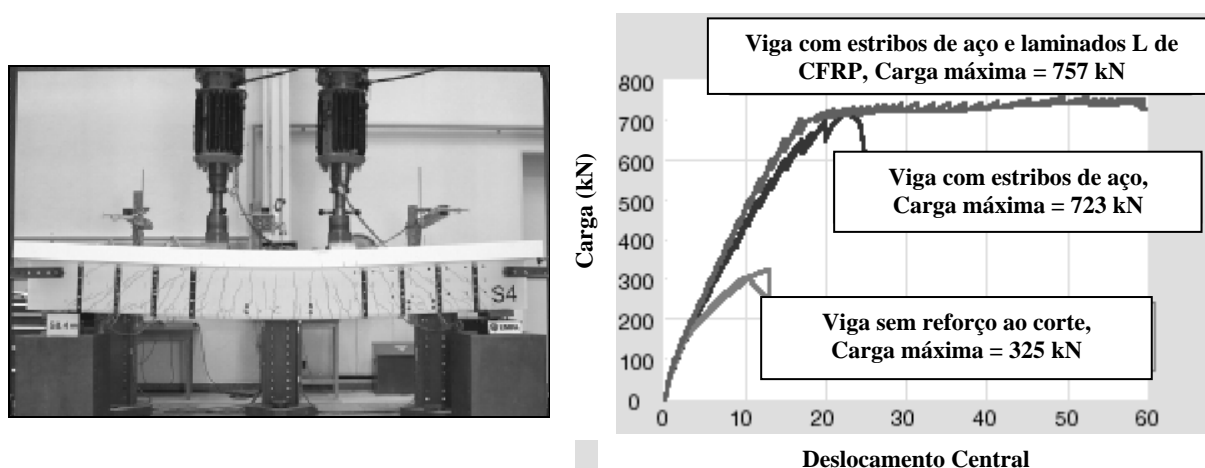 S4
Viga com estribos de aço e laminados L de
CFRP, Carga máxima = 757 kN
Viga com estribos de aço,
Carga máxima = 723 kN
Viga sem reforço ao corte,
Carga máxima = 325 kN
Carga (kN)
800
700
600
500
400
300
200
100
0
0 10 20 30 40 50 60
Deslocamento Central